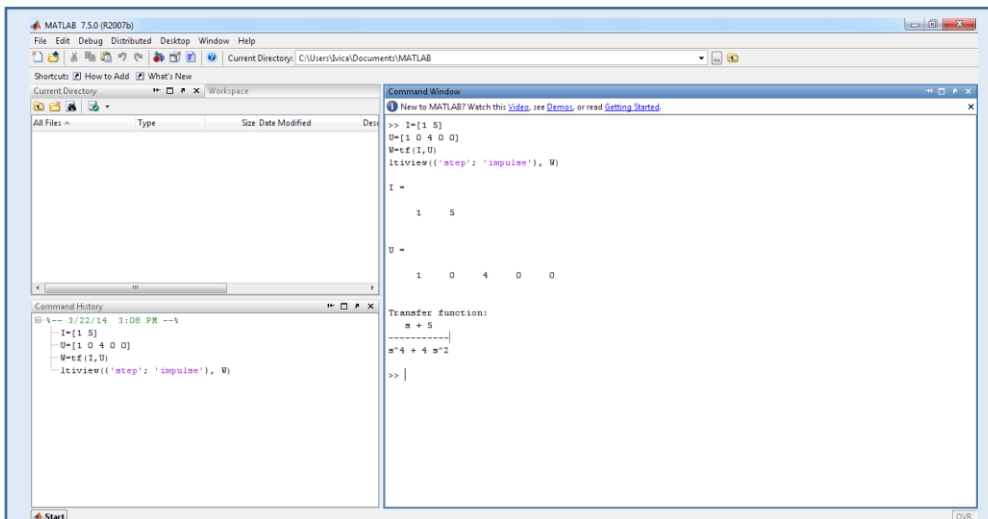 MATLAB 7.5.0 (R2007b)
File Edit Debug Distributed Desktop Window Help
Current Directory: C:\Users\Ivica\Documents\MATLAB
Shortcuts How to Add What's New
Current Directory Workspace
All Files Type Size Date Modified Desc
Command History
%-- 3/22/14 3:08 PM --%
I=[1 5]
U=[1 0 4 0 0]
W=tf(I,U)
ltiview({'step'; 'impulse'}, W)
Command Window
New to MATLAB? Watch this Video, see Demos, or read Getting Started.
>> I=[1 5]
U=[1 0 4 0 0]
W=tf(I,U)
ltiview({'step'; 'impulse'}, W)
I =
1 5
U =
1 0 4 0 0
Transfer function:
s + 5
-----------
s^4 + 4 s^2
>>
Start
OVR